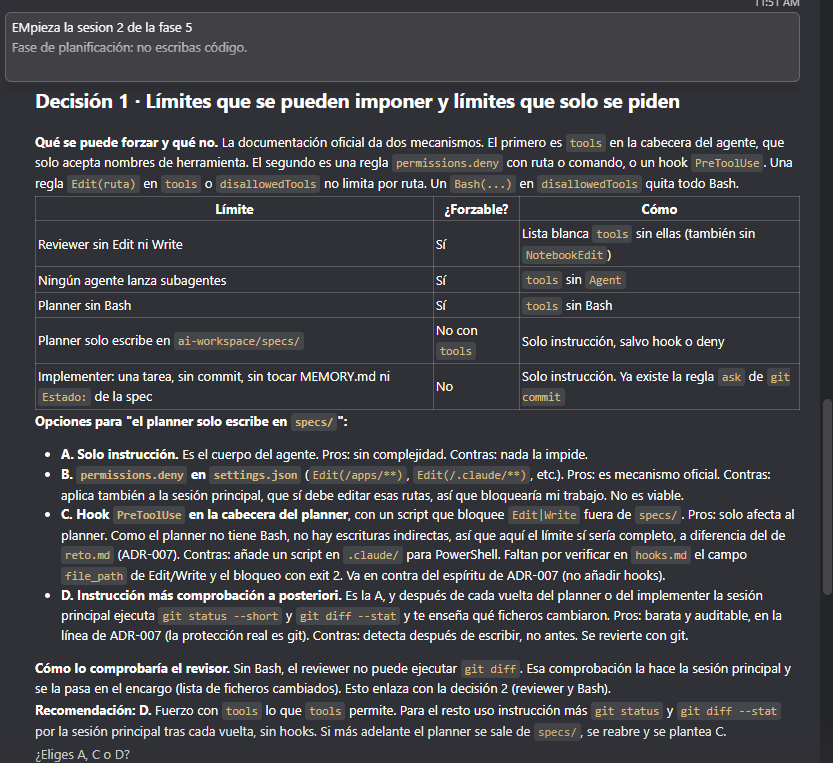 11:51 AM
EMpieza la sesion 2 de la fase 5
Fase de planificación: no escribas código.
Decisión 1 · Límites que se pueden imponer y límites que solo se piden
Qué se puede forzar y qué no. La documentación oficial da dos mecanismos. El primero es tools en la cabecera del agente, que
solo acepta nombres de herramienta. El segundo es una regla permissions.deny con ruta o comando, o un hook PreToolUse. Una
regla Edit(ruta) en tools o disallowedTools no limita por ruta. Un Bash(...) en disallowedTools quita todo Bash.
Límite ¿Forzable? Cómo
Reviewer sin Edit ni Write Sí Lista blanca tools sin ellas (también sin
NotebookEdit)
Ningún agente lanza subagentes Sí tools sin Agent
Planner sin Bash Sí tools sin Bash
Planner solo escribe en ai-workspace/specs/ No con
tools Solo instrucción, salvo hook o deny
Implementer: una tarea, sin commit, sin tocar MEMORY.md ni
Estado: de la spec No Solo instrucción. Ya existe la regla ask de git
commit
Opciones para "el planner solo escribe en specs/":
• A. Solo instrucción. Es el cuerpo del agente. Pros: sin complejidad. Contras: nada la impide.
• B. permissions.deny en settings.json (Edit(/apps/**), Edit(/.claude/**), etc.). Pros: es mecanismo oficial. Contras:
aplica también a la sesión principal, que sí debe editar esas rutas, así que bloquearía mi trabajo. No es viable.
• C. Hook PreToolUse en la cabecera del planner, con un script que bloquee Edit|Write fuera de specs/. Pros: solo afecta al
planner. Como el planner no tiene Bash, no hay escrituras indirectas, así que aquí el límite sí sería completo, a diferencia del de
reto.md (ADR-007). Contras: añade un script en .claude/ para PowerShell. Faltan por verificar en hooks.md el campo
file_path de Edit/Write y el bloqueo con exit 2. Va en contra del espíritu de ADR-007 (no añadir hooks).
• D. Instrucción más comprobación a posteriori. Es la A, y después de cada vuelta del planner o del implementer la sesión
principal ejecuta git status --short y git diff --stat y te enseña qué ficheros cambiaron. Pros: barata y auditable, en la
línea de ADR-007 (la protección real es git). Contras: detecta después de escribir, no antes. Se revierte con git.
Cómo lo comprobaría el revisor. Sin Bash, el reviewer no puede ejecutar git diff. Esa comprobación la hace la sesión principal y
se la pasa en el encargo (lista de ficheros cambiados). Esto enlaza con la decisión 2 (reviewer y Bash).
Recomendación: D. Fuerzo con tools lo que tools permite. Para el resto uso instrucción más git status y git diff --stat
por la sesión principal tras cada vuelta, sin hooks. Si más adelante el planner se sale de specs/, se reabre y se plantea C.
¿Eliges A, C o D?